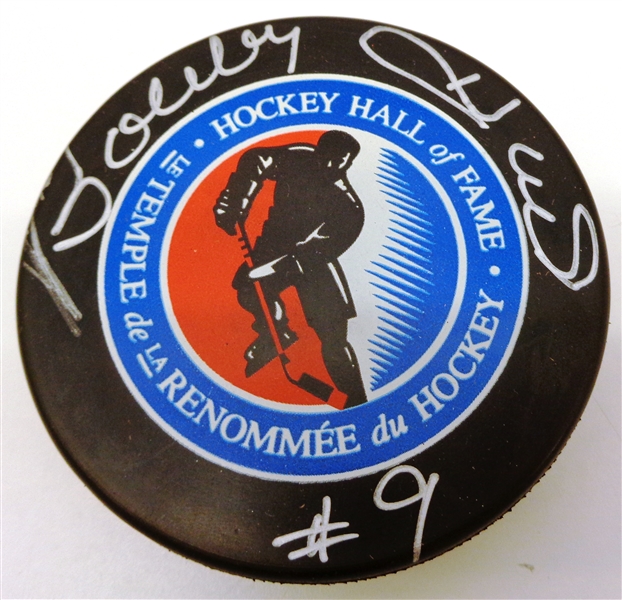 Bobby Hull
HOCKEY HALL of FAME
LE TEMPLE de LA RENOMMÉE du HOCKEY
#9